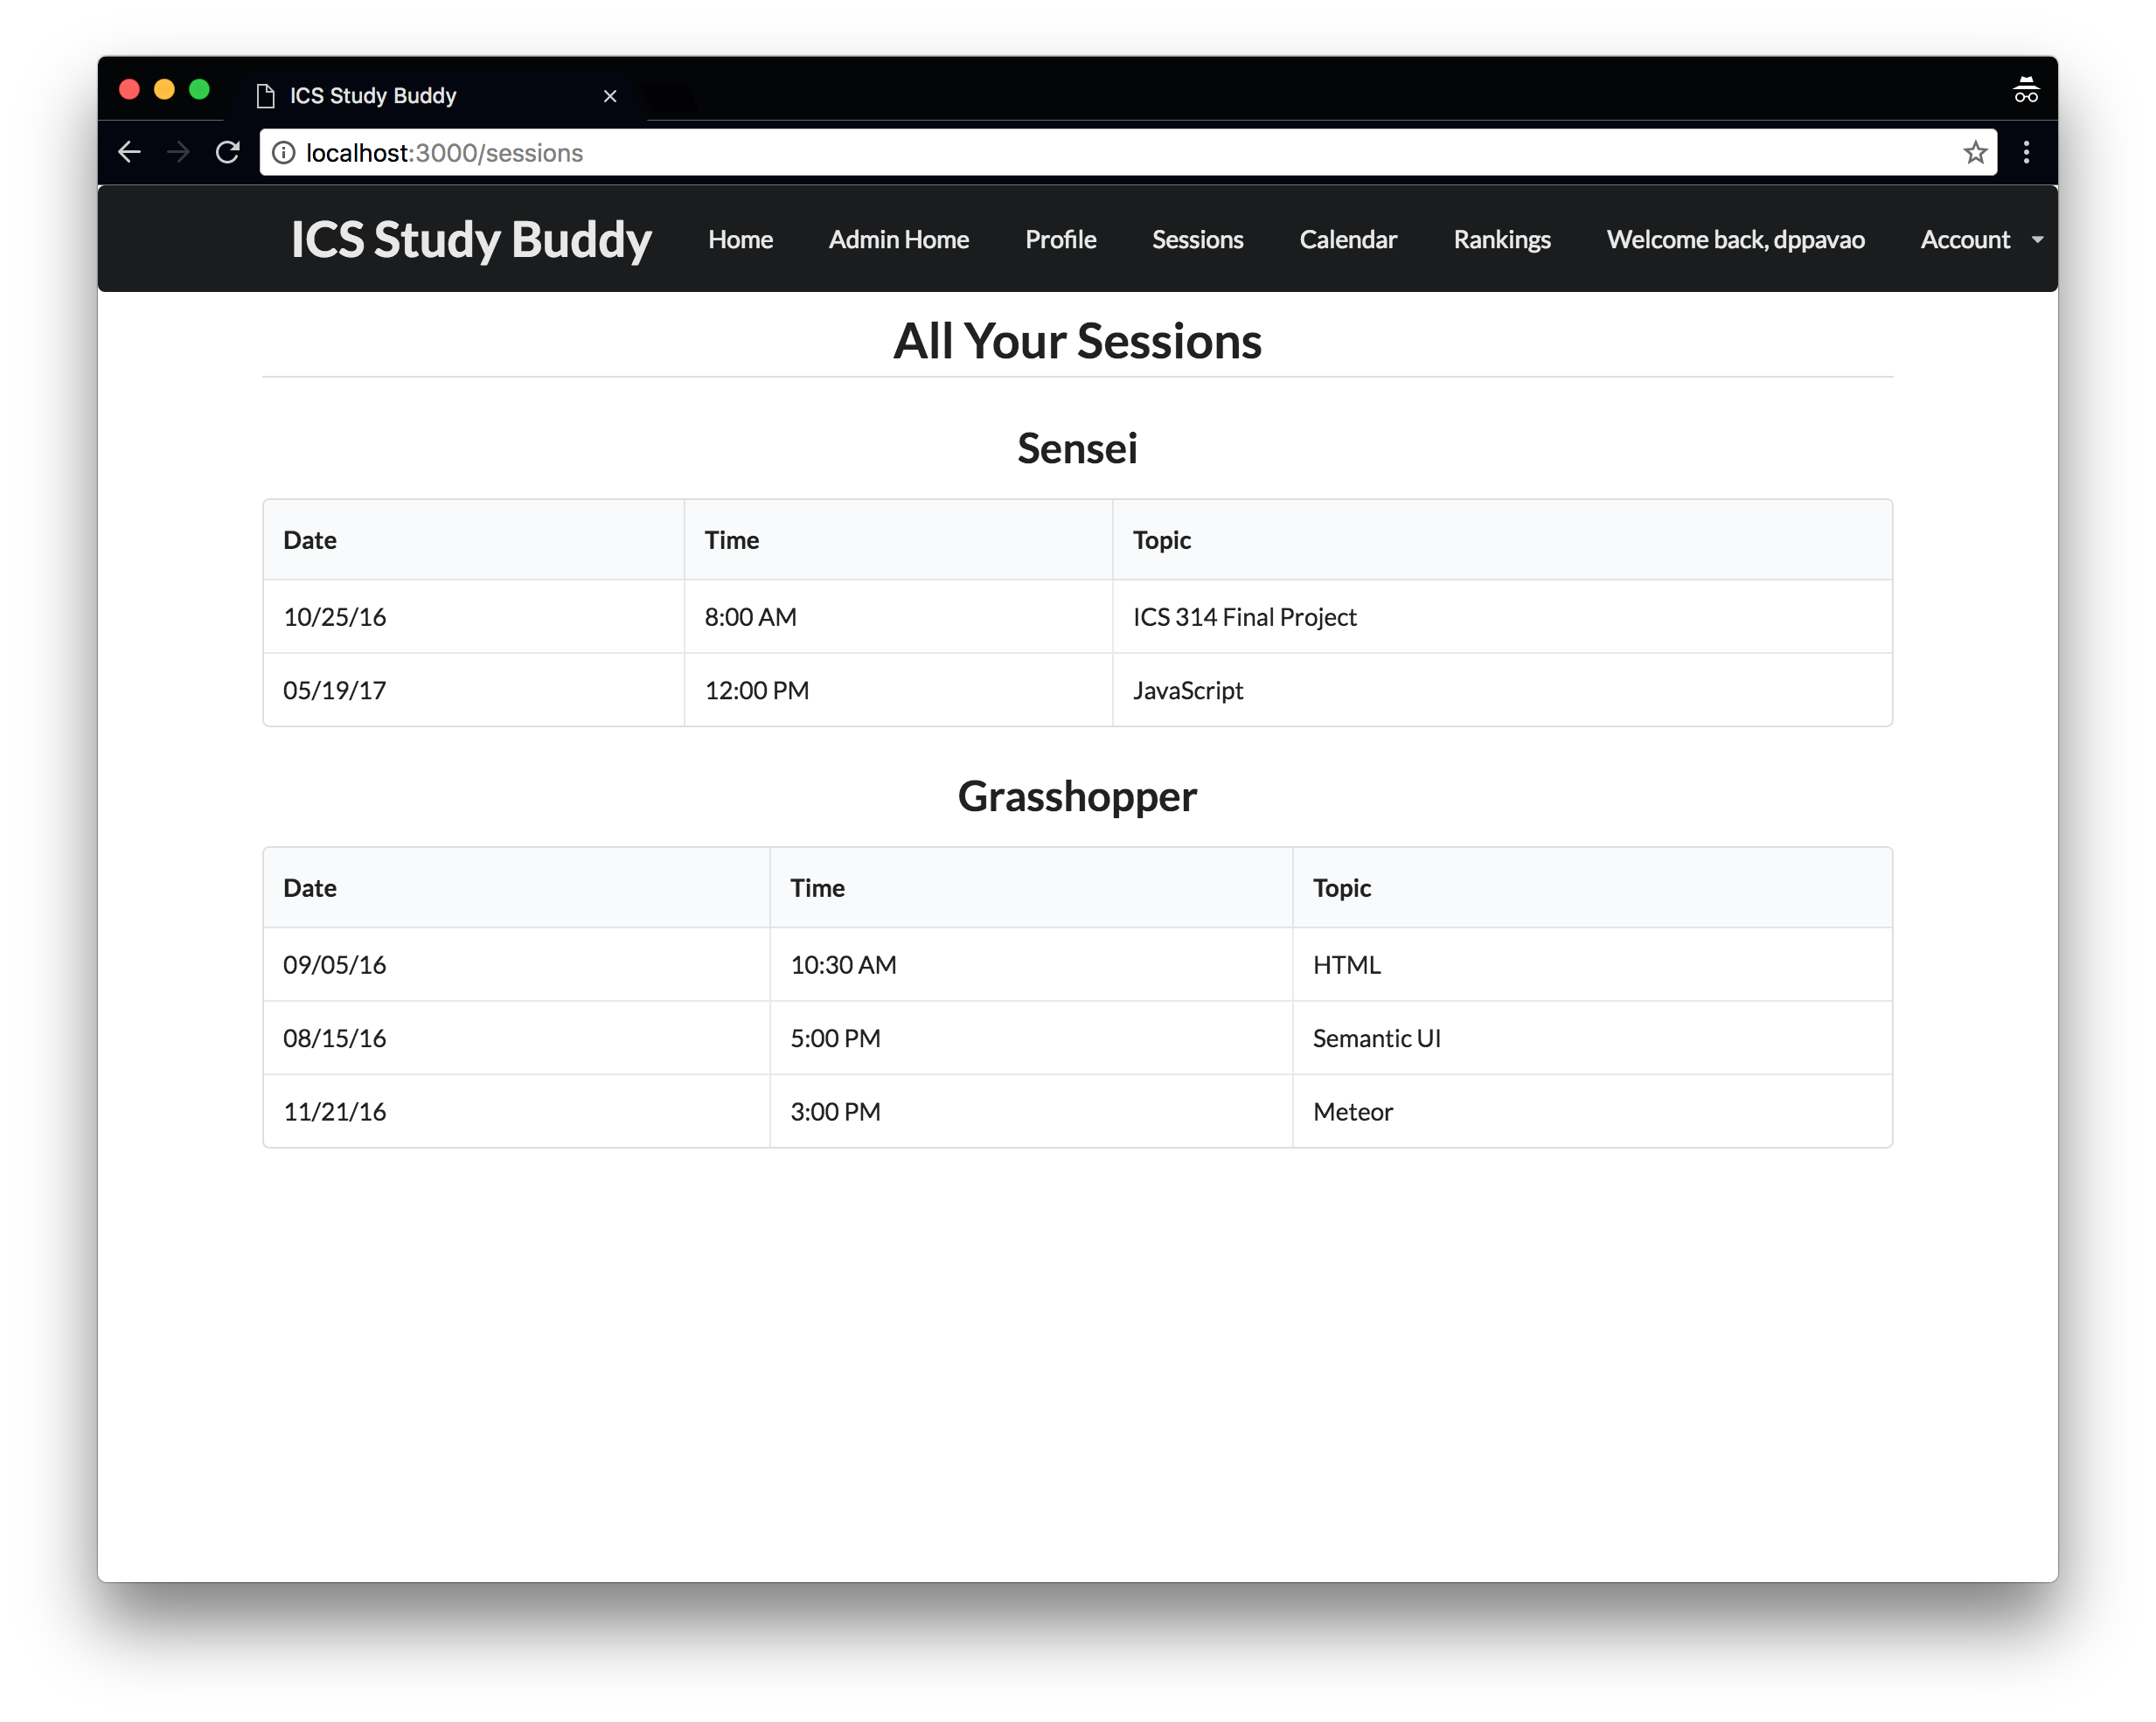 ICS Study Buddy
localhost:3000/sessions
ICS Study Buddy Home Admin Home Profile Sessions Calendar Rankings Welcome back, dppavao Account
All Your Sessions
Sensei
Date Time Topic
10/25/16 8:00 AM ICS 314 Final Project
05/19/17 12:00 PM JavaScript
Grasshopper
Date Time Topic
09/05/16 10:30 AM HTML
08/15/16 5:00 PM Semantic UI
11/21/16 3:00 PM Meteor